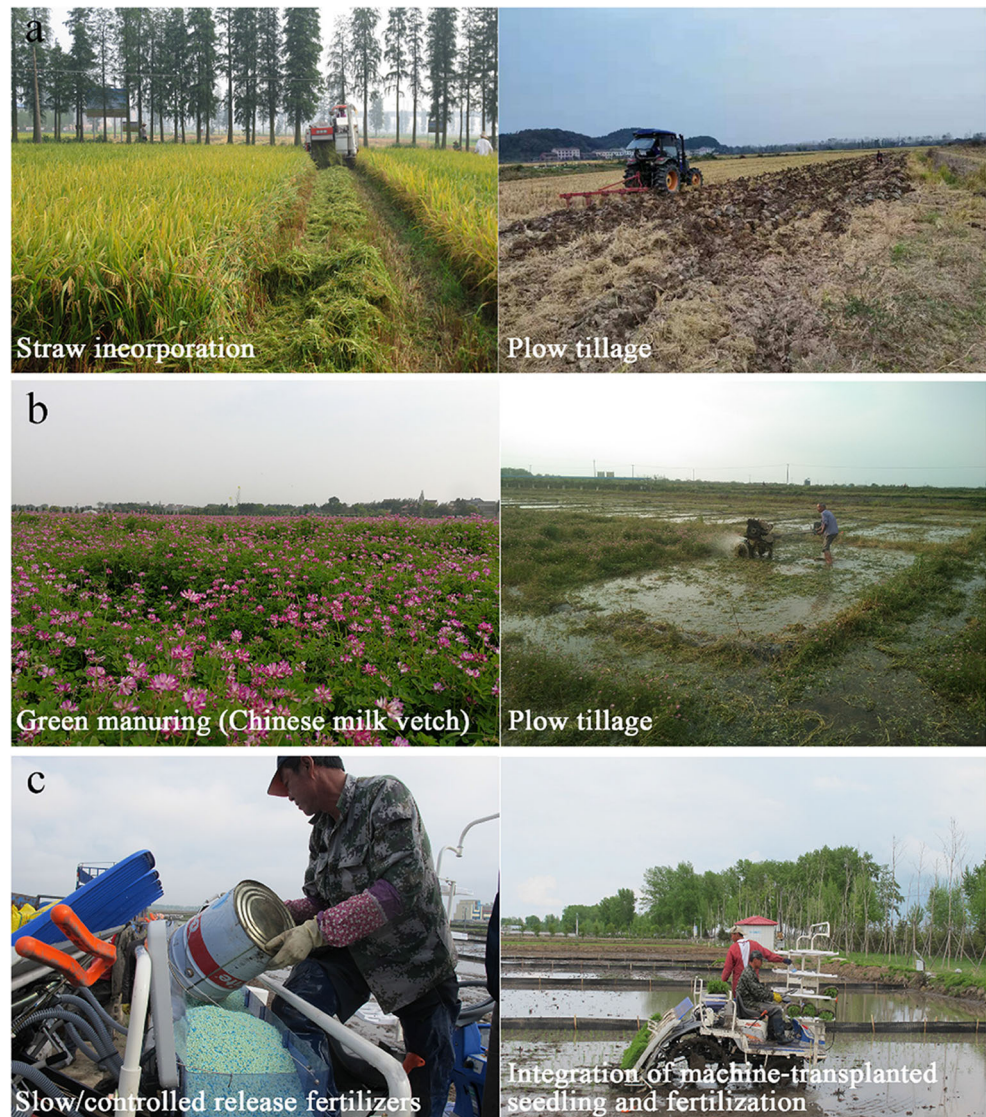 a
Straw incorporation
Plow tillage
b
Green manuring (Chinese milk vetch)
Plow tillage
c
Slow/controlled release fertilizers
Integration of machine-transplanted
seedling and fertilization